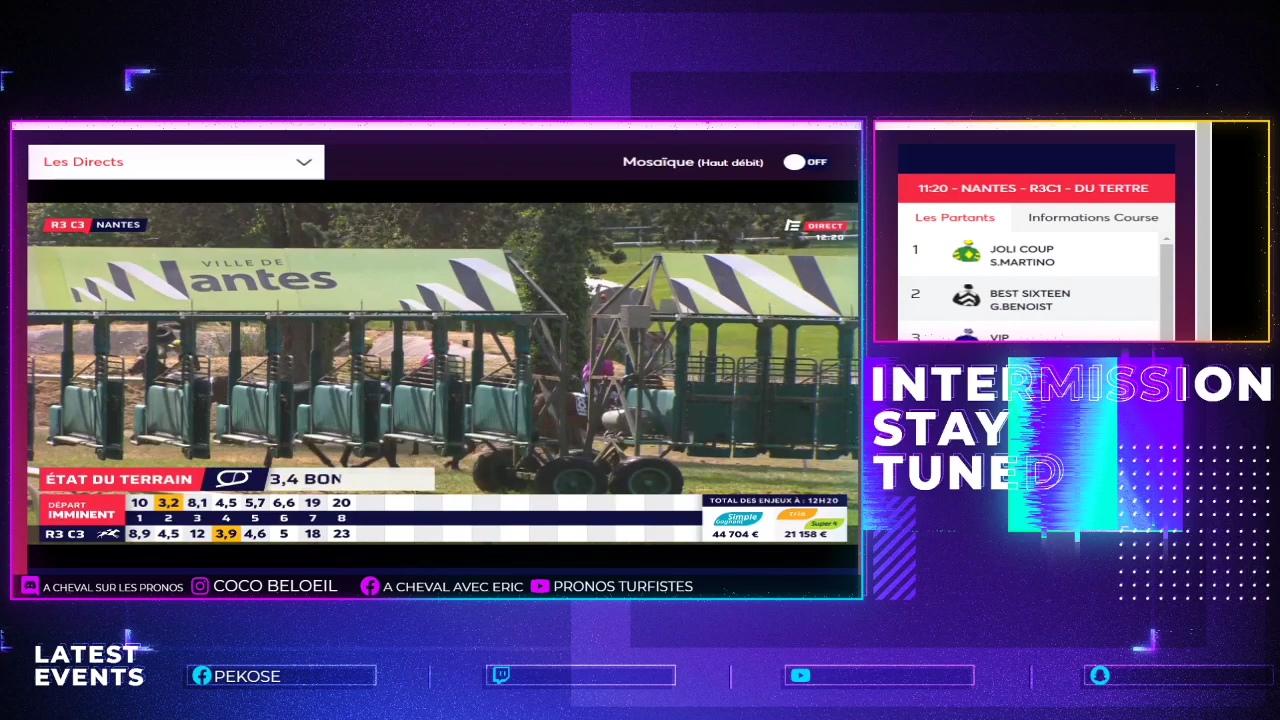 Les Directs
Mosaïque (Haut débit)
OFF
R3 C3 NANTES
DIRECT
12:20
VILLE DE
Nantes
ÉTAT DU TERRAIN
3,4 BON
DÉPART
IMMINENT
10 3,2 8,1 4,5 5,7 6,6 19 20
1 2 3 4 5 6 7 8
R3 C3
8,9 4,5 12 3,9 4,6 5 18 23
TOTAL DES ENJEUX À : 12H20
Simple
Gagnant
Trio
Super 4
44 704 € 21 158 €
A CHEVAL SUR LES PRONOS COCO BELOEIL A CHEVAL AVEC ERIC PRONOS TURFISTES
11:20 - NANTES - R3C1 - DU TERTRE
Les Partants Informations Course
1 JOLI COUP
S.MARTINO
2 BEST SIXTEEN
G.BENOIST
3 VIP
INTERMISSION
STAY
TUNED
LATEST
EVENTS
PEKOSE